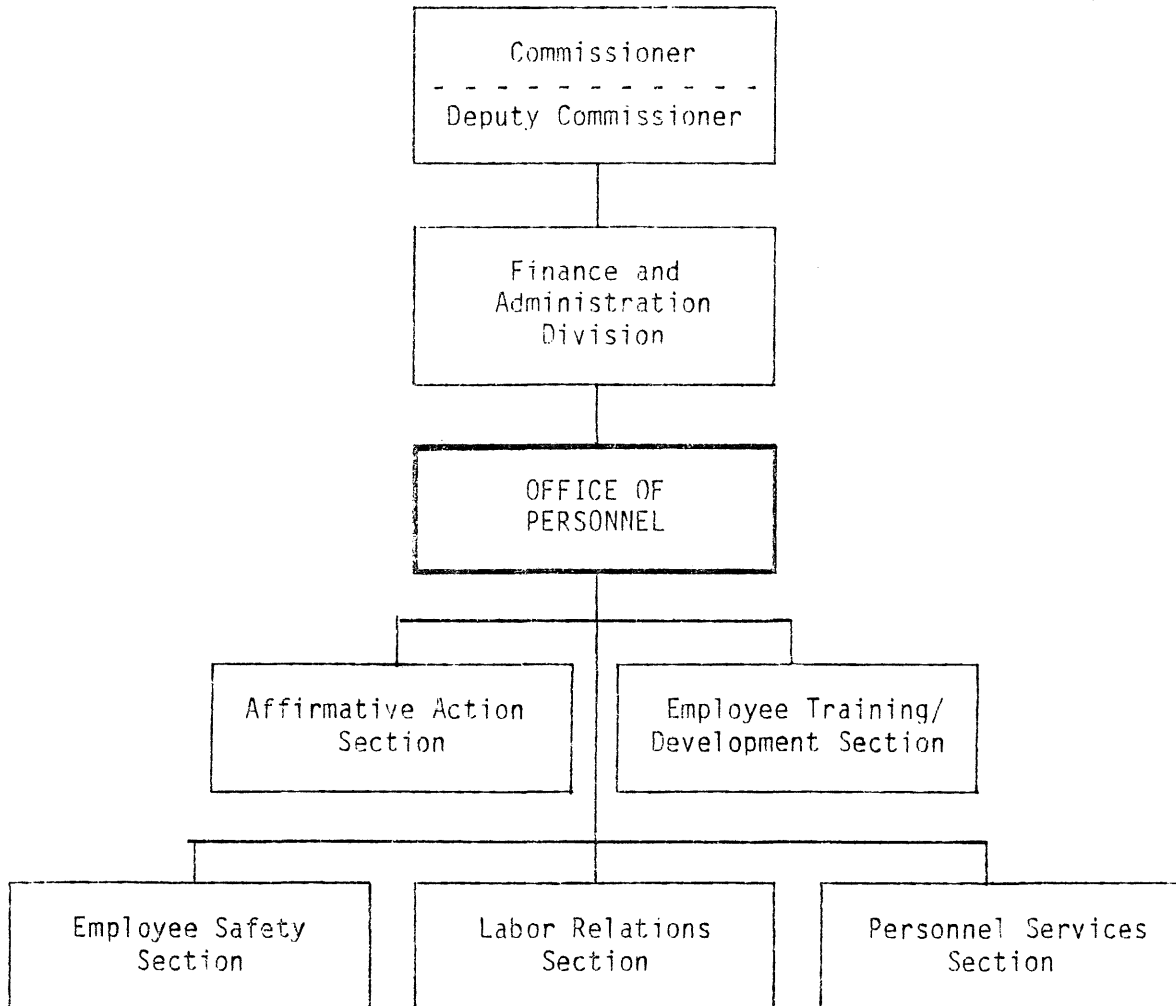 Commissioner
Deputy Commissioner
Finance and
Administration
Division
OFFICE OF
PERSONNEL
Affirmative Action
Section
Employee Training/
Development Section
Employee Safety
Section
Labor Relations
Section
Personnel Services
Section